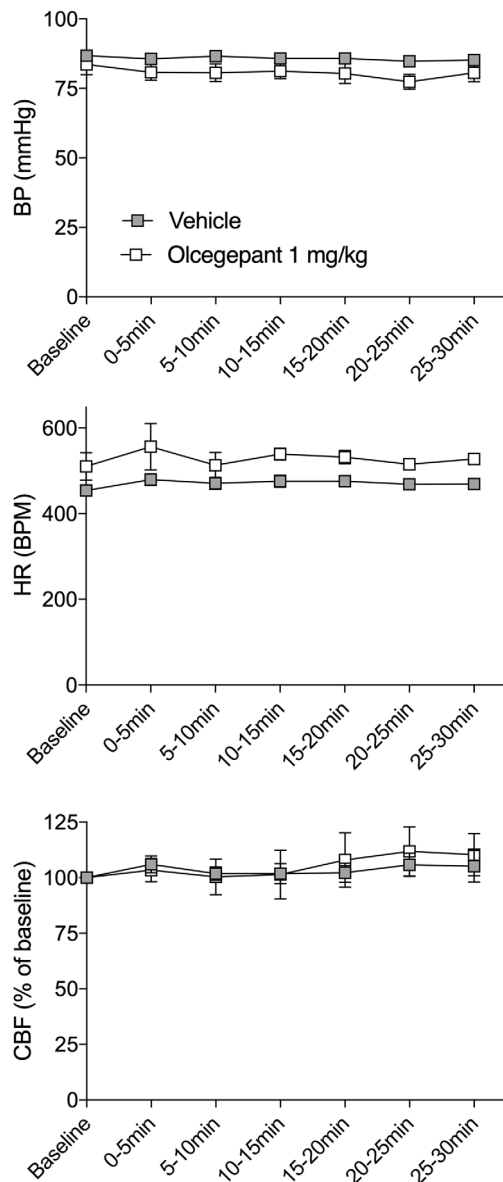 100
75
50
25
0
BP (mmHg)
Vehicle
Olcegepant 1 mg/kg
Baseline
0-5min
5-10min
10-15min
15-20min
20-25min
25-30min
600
400
200
0
HR (BPM)
Baseline
0-5min
5-10min
10-15min
15-20min
20-25min
25-30min
125
100
75
50
25
0
CBF (% of baseline)
Baseline
0-5min
5-10min
10-15min
15-20min
20-25min
25-30min